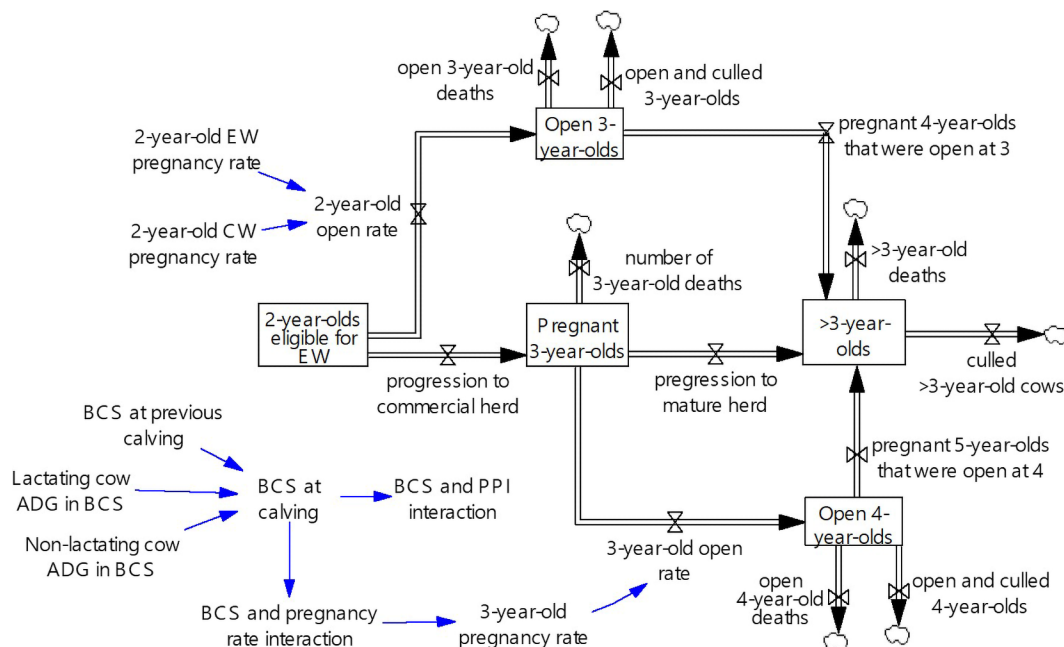 open 3-year-old
deaths
open and culled
3-year-olds
Open 3-
year-olds
pregnant 4-year-olds
that were open at 3
2-year-old EW
pregnancy rate
2-year-old
open rate
2-year-old CW
pregnancy rate
number of
3-year-old deaths
>3-year-old
deaths
2-year-olds
eligible for
EW
Pregnant
3-year-olds
>3-year-
olds
progression to
commercial herd
pregression to
mature herd
culled
>3-year-old cows
BCS at previous
calving
Lactating cow
ADG in BCS
BCS at
calving
BCS and PPI
interaction
pregnant 5-year-olds
that were open at 4
Non-lactating cow
ADG in BCS
Open 4-
year-olds
3-year-old open
rate
BCS and pregnancy
rate interaction
3-year-old
pregnancy rate
open
4-year-old
deaths
open and culled
4-year-olds